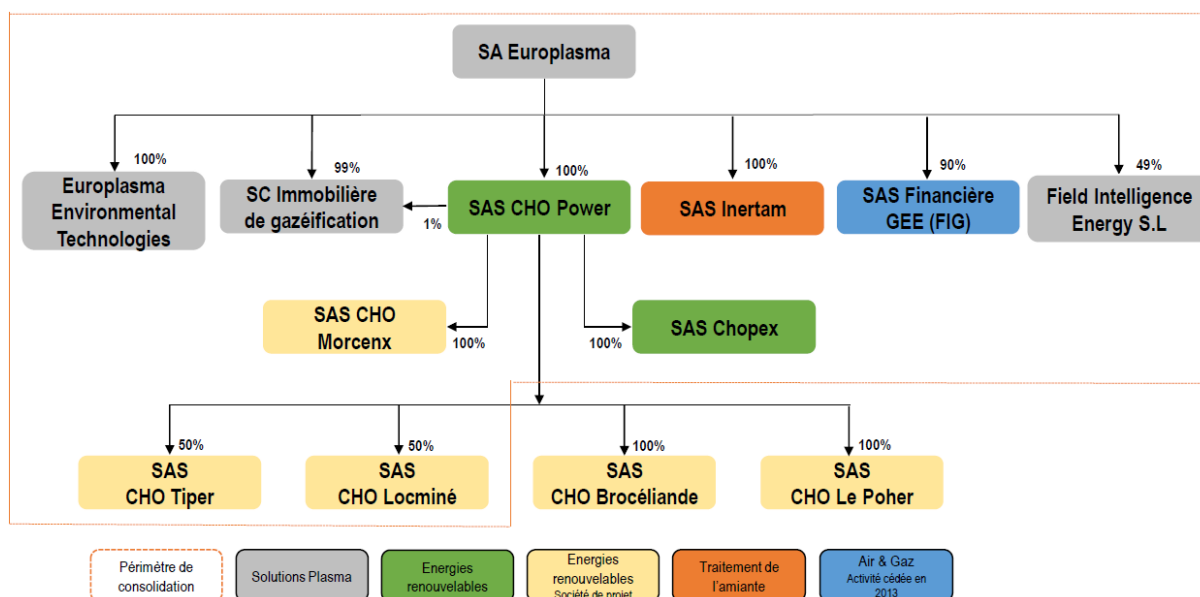 SA Europlasma
100%
Europlasma
Environmental
Technologies
99%
SC Immobilière
de gazéification
1%
100%
SAS CHO Power
100%
SAS Inertam
90%
SAS Financière
GEE (FIG)
49%
Field Intelligence
Energy S.L
SAS CHO
Morcenx
100%
100%
SAS Chopex
50%
SAS
CHO Tiper
50%
SAS
CHO Locminé
100%
SAS
CHO Brocéliande
100%
SAS
CHO Le Poher
Périmètre de
consolidation
Solutions Plasma
Energies
renouvelables
Energies
renouvelables
Société de projet
Traitement de
l'amiante
Air & Gaz
Activité cédée en
2013